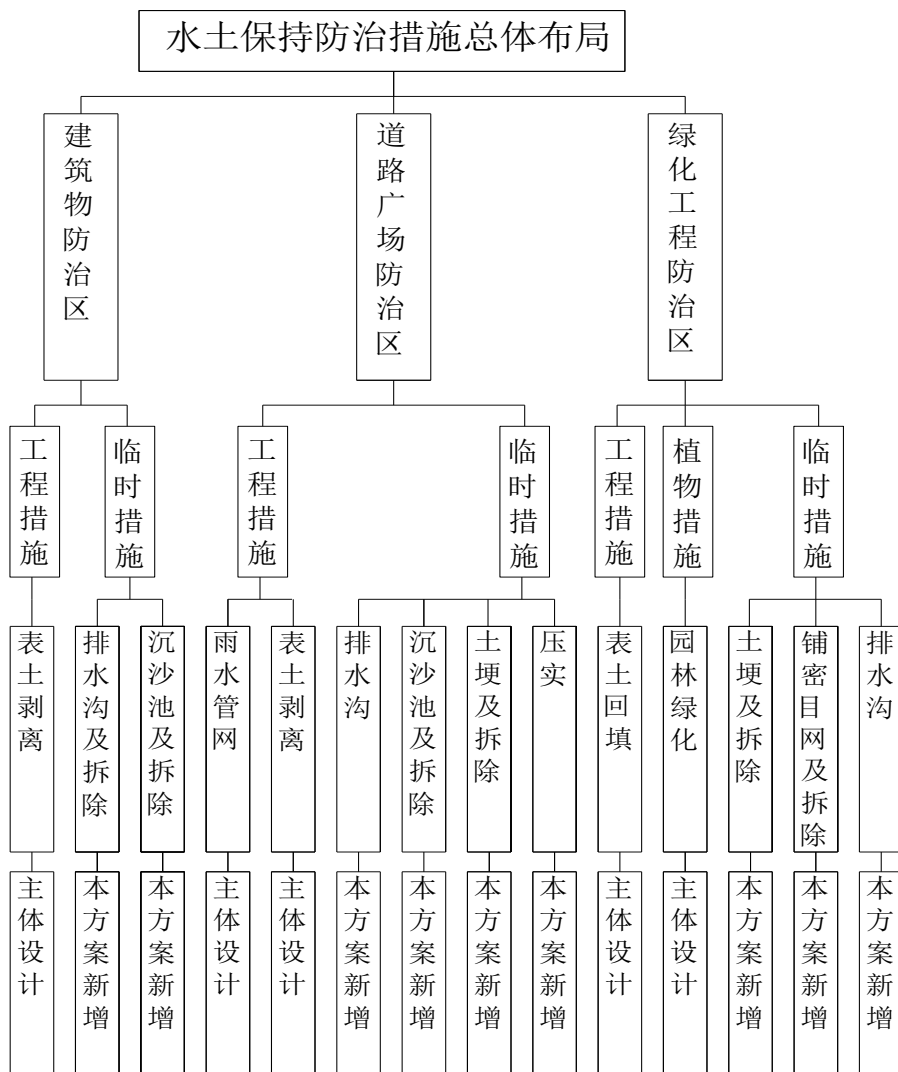 水土保持防治措施总体布局
建筑物防治区
道路广场防治区
绿化工程防治区
工程措施
临时措施
工程措施
临时措施
工程措施
植物措施
临时措施
表土剥离
排水沟及拆除
沉沙池及拆除
雨水管网
表土剥离
排水沟
沉沙池及拆除
土埂及拆除
压实
表土回填
园林绿化
土埂及拆除
铺密目网及拆除
排水沟
主体设计
本方案新增
本方案新增
主体设计
主体设计
本方案新增
本方案新增
本方案新增
本方案新增
主体设计
主体设计
本方案新增
本方案新增
本方案新增